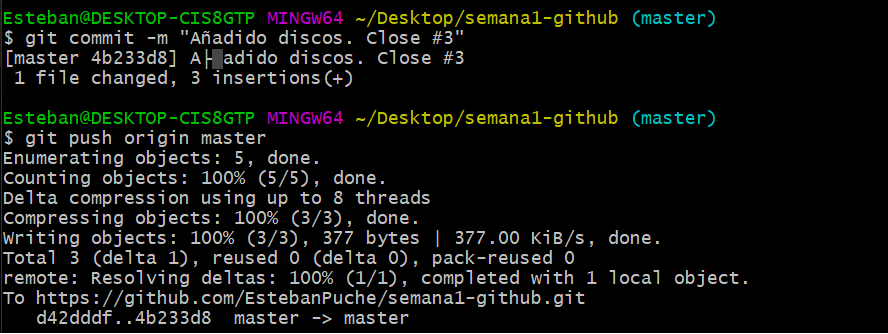 Esteban@DESKTOP-CIS8GTP MINGW64 ~/Desktop/semana1-github (master)
$ git commit -m "Añadido discos. Close #3"
[master 4b233d8] A├▒adido discos. Close #3
 1 file changed, 3 insertions(+)

Esteban@DESKTOP-CIS8GTP MINGW64 ~/Desktop/semana1-github (master)
$ git push origin master
Enumerating objects: 5, done.
Counting objects: 100% (5/5), done.
Delta compression using up to 8 threads
Compressing objects: 100% (3/3), done.
Writing objects: 100% (3/3), 377 bytes | 377.00 KiB/s, done.
Total 3 (delta 1), reused 0 (delta 0), pack-reused 0
remote: Resolving deltas: 100% (1/1), completed with 1 local object.
To https://github.com/EstebanPuche/semana1-github.git
   d42dddf..4b233d8  master -> master